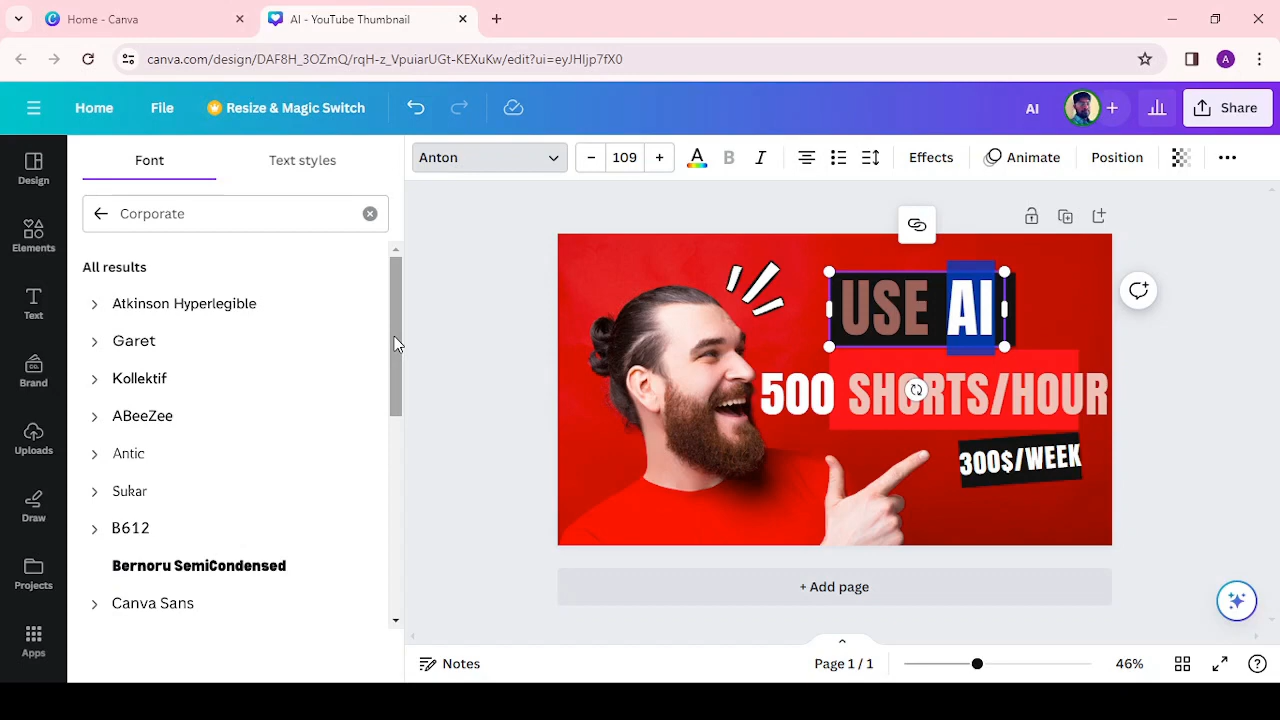 Home - Canva
AI - YouTube Thumbnail
canva.com/design/DAF8H_3OZmQ/rqH-z_VpuiarUGt-KEXuKw/edit?ui=eyJHIjp7fX0
A
Home
File
Resize & Magic Switch
AI
Share
Design
Elements
Text
Brand
Uploads
Draw
Projects
Apps
Font
Text styles
Corporate
All results
Atkinson Hyperlegible
Garet
Kollektif
ABeeZee
Antic
Sukar
B612
Bernoru SemiCondensed
Canva Sans
Anton
109
A
B
I
Effects
Animate
Position
USE AI
500 SHORTS/HOUR
300$/WEEK
+ Add page
Notes
Page 1 / 1
46%